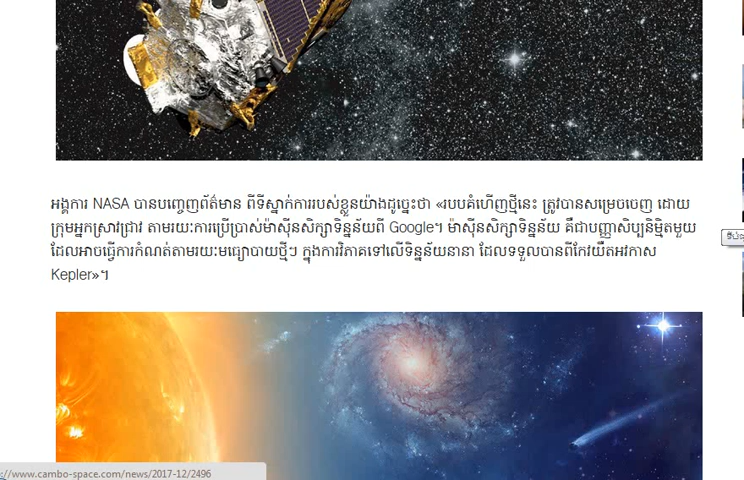 អង្គការ NASA បានបញ្ចេញព័ត៌មាន ពីទីស្នាក់ការរបស់ខ្លួនយ៉ាងដូច្នេះថា «របបគំហើញថ្មីនេះ ត្រូវបានសម្រេចចេញ ដោយ
ក្រុមអ្នកស្រាវជ្រាវ តាមរយៈការប្រើប្រាស់ម៉ាស៊ីនសិក្សាទិន្នន័យពី Google។ ម៉ាស៊ីនសិក្សាទិន្នន័យ គឺជាបញ្ញាសិប្បនិម្មិតមួយ
ដែលអាចធ្វើការកំណត់តាមរយៈមធ្យោបាយថ្មីៗ ក្នុងការវិភាគទៅលើទិន្នន័យនានា ដែលទទួលបានពីកែវយឺតអវកាស
Kepler»។
://www.cambo-space.com/news/2017-12/2496